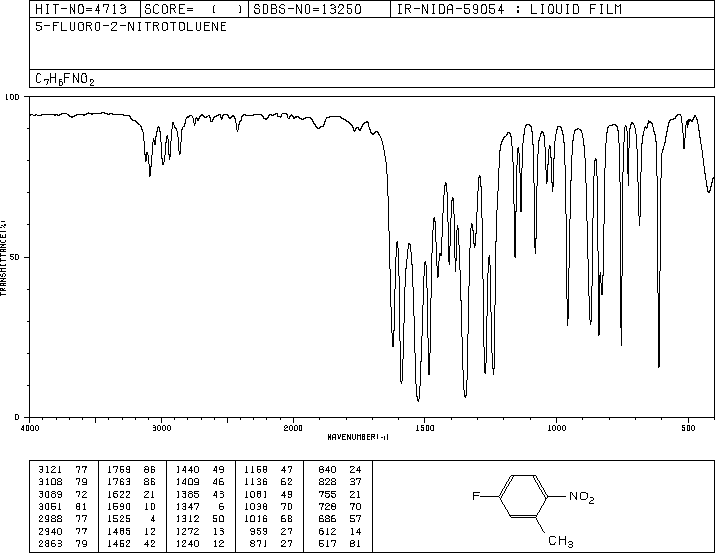 HIT-NO=4713 SCORE= ( ) SDBS-NO=13250 IR-NIDA-59054 : LIQUID FILM
5-FLUORO-2-NITROTOLUENE
C7H6FNO2
100
50
0
TRANSMITTANCE(%)
4000 3000 2000 1500 1000 500
WAVENUMBER(-1)
3121 77 1769 86 1440 49 1158 47 840 24
3108 79 1763 86 1409 46 1136 62 828 37
3089 72 1622 21 1385 43 1081 49 755 21
3051 81 1590 10 1347 6 1038 70 728 70
2988 77 1525 4 1312 50 1016 68 686 57
2940 77 1485 12 1272 13 959 27 612 14
2863 79 1452 42 1240 12 871 27 517 81
F
NO2
CH3